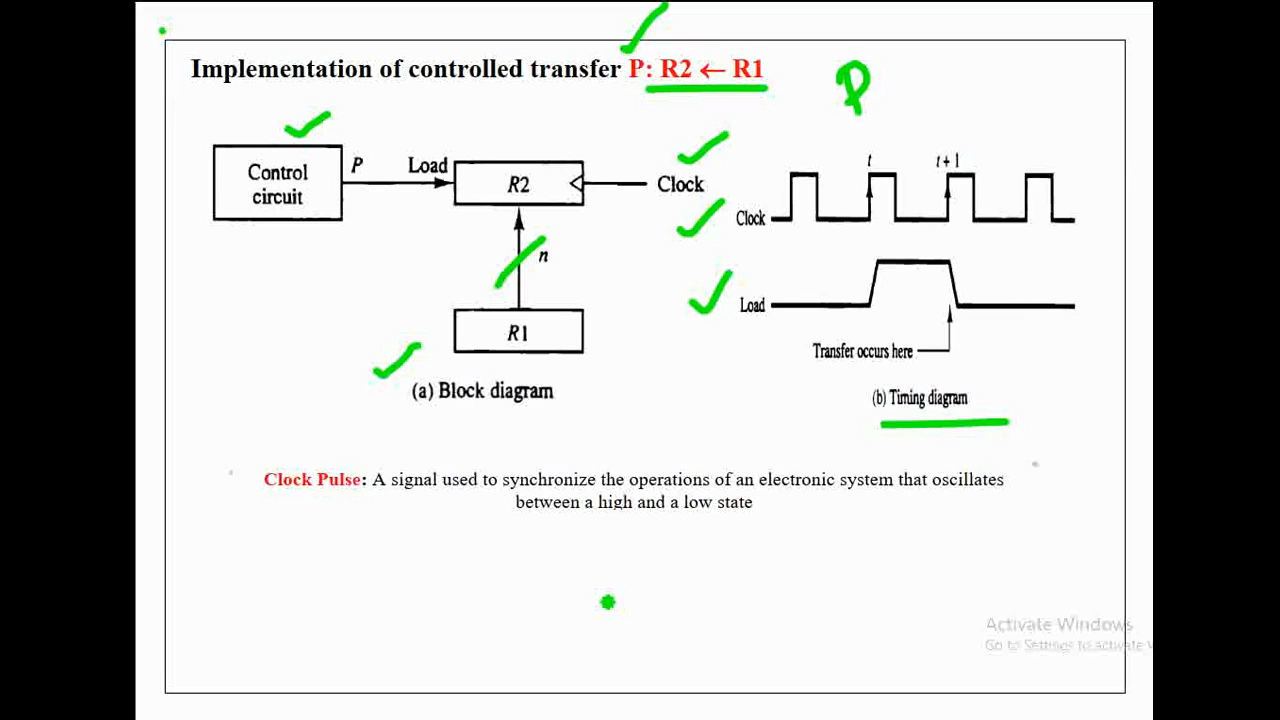 Implementation of controlled transfer P: R2 ← R1
P
Control
circuit
P
Load
R2
Clock
n
R1
(a) Block diagram
t
t + 1
Clock
Load
Transfer occurs here
(b) Timing diagram
Clock Pulse: A signal used to synchronize the operations of an electronic system that oscillates
between a high and a low state
Activate Windows
Go to Settings to activate